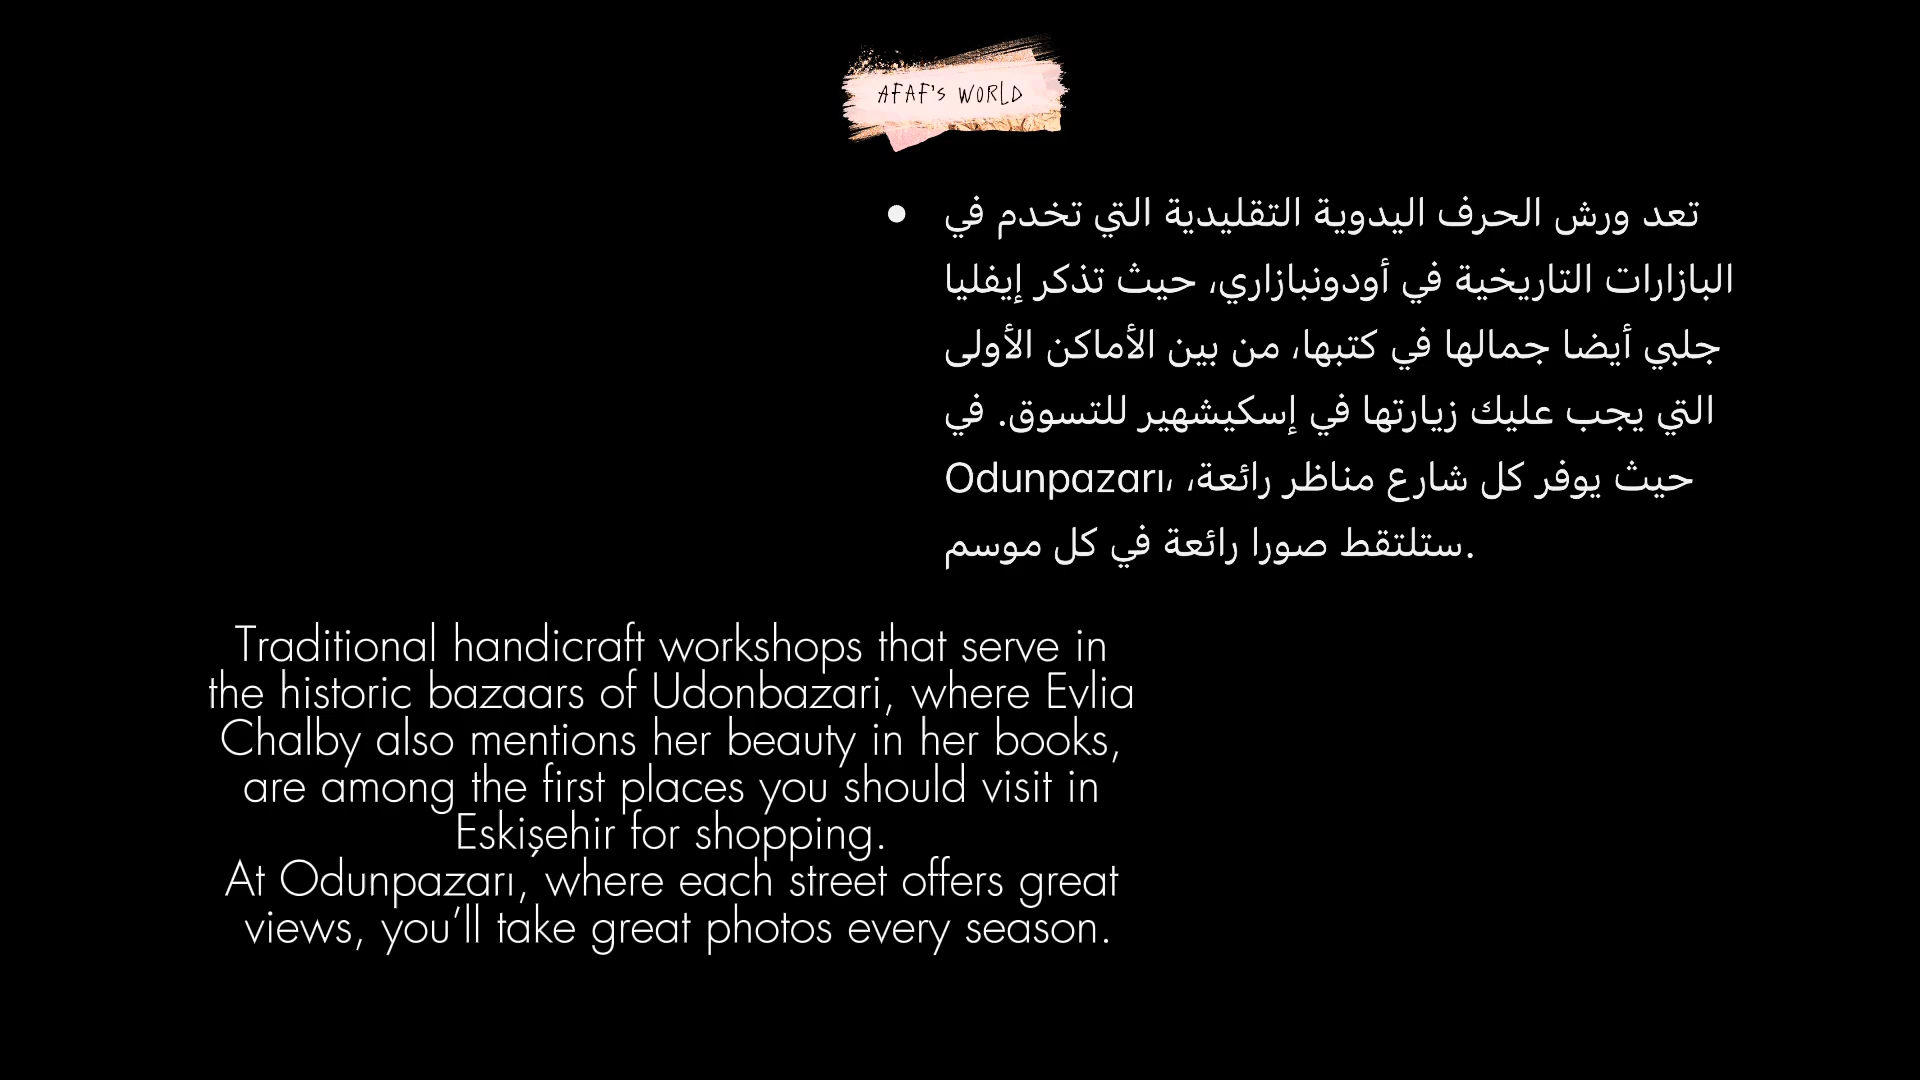 AFAF's WORLD
تعد ورش الحرف اليدوية التقليدية التي تخدم في
البازارات التاريخية في أودونبازاري، حيث تذكر إيفليا
جلبي أيضا جمالها في كتبها، من بين الأماكن الأولى
التي يجب عليك زيارتها في إسكيشهير للتسوق. في
Odunpazarı، حيث يوفر كل شارع مناظر رائعة،
ستلتقط صورا رائعة في كل موسم.
Traditional handicraft workshops that serve in
the historic bazaars of Udonbazari, where Evlia
Chalby also mentions her beauty in her books,
are among the first places you should visit in
Eskişehir for shopping.
At Odunpazarı, where each street offers great
views, you’ll take great photos every season.